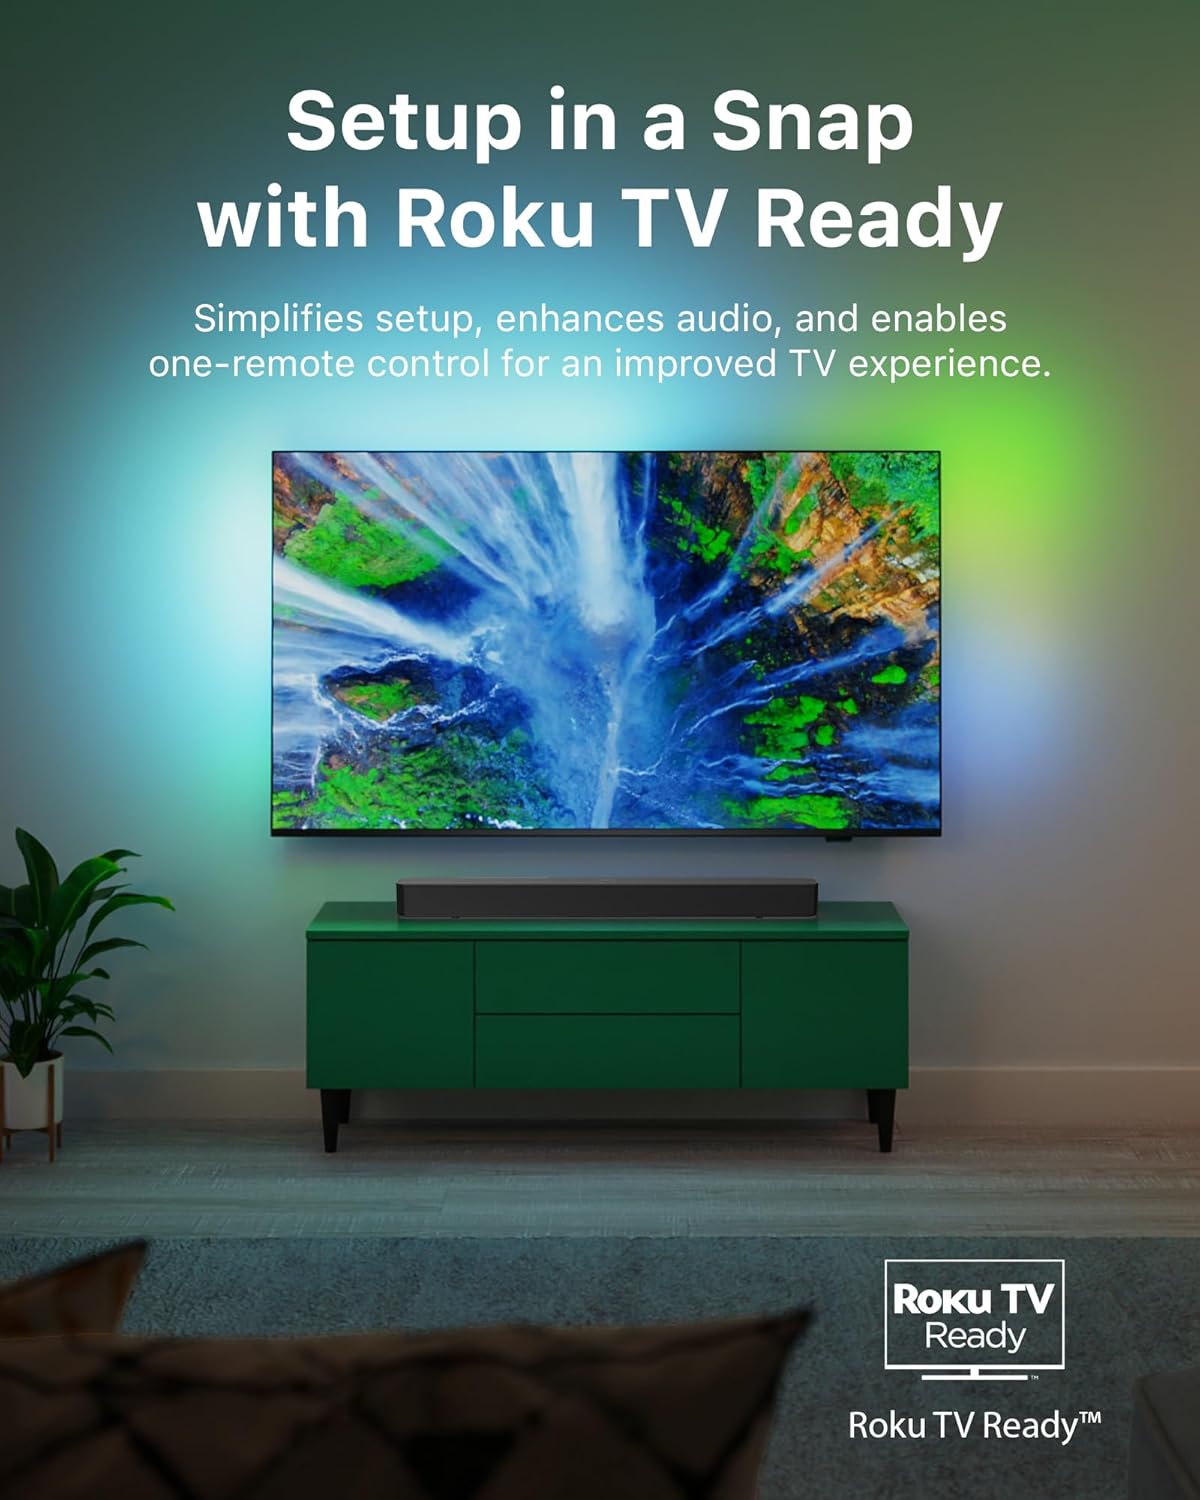 Setup in a Snap
with Roku TV Ready
Simplifies setup, enhances audio, and enables
one-remote control for an improved TV experience.
Roku TV
Ready
™
Roku TV Ready™